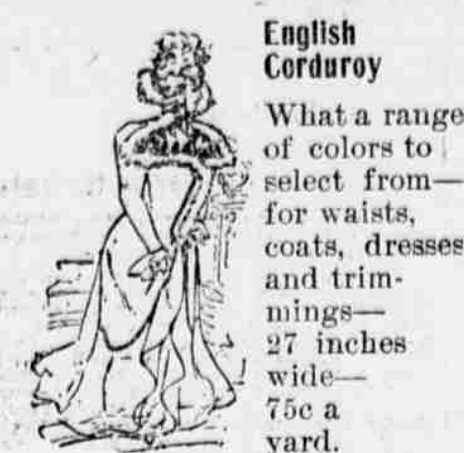 English
Corduroy
What a range
of colors to
select from—
for waists,
coats, dresses
and trim-
mings—
27 inches
wide—
75c a
yard.